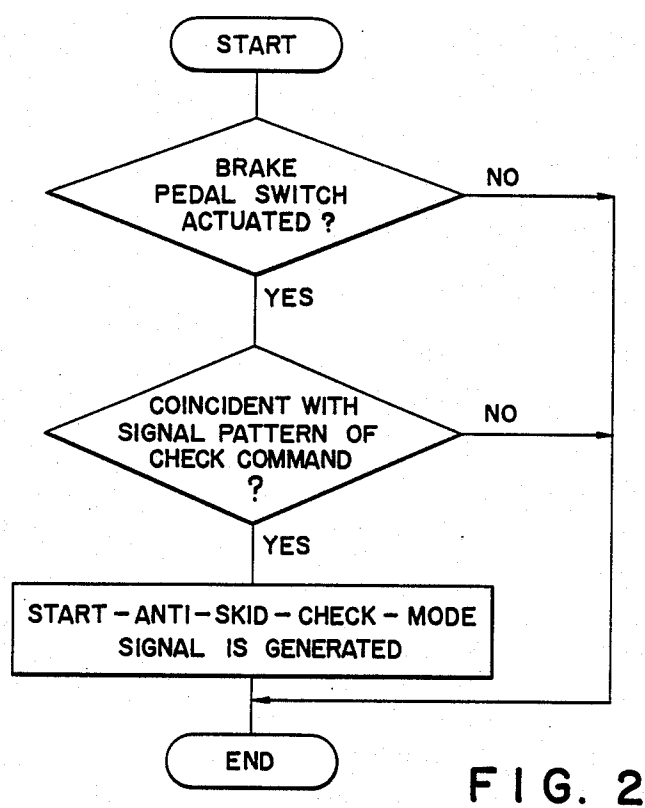 START
BRAKE
PEDAL SWITCH
ACTUATED ?
NO
YES
COINCIDENT WITH
SIGNAL PATTERN OF
CHECK COMMAND
?
NO
YES
START-ANTI-SKID-CHECK-MODE
SIGNAL IS GENERATED
END
FIG. 2